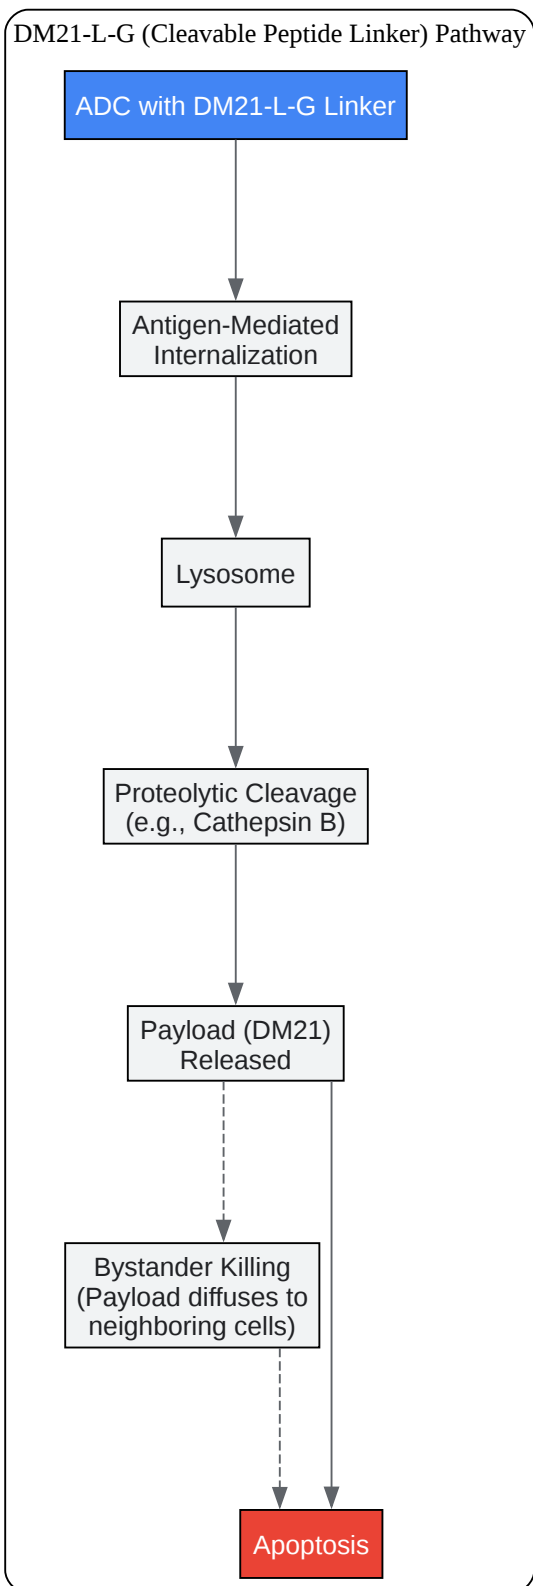 DM21-L-G (Cleavable Peptide Linker) Pathway
ADC with DM21-L-G Linker
Antigen-Mediated
Internalization
Lysosome
Proteolytic Cleavage
(e.g., Cathepsin B)
Payload (DM21)
Released
Bystander Killing
(Payload diffuses to
neighboring cells)
Apoptosis